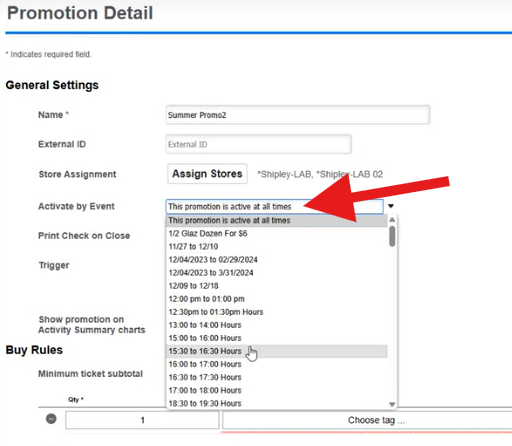 Promotion Detail
* Indicates required field.
General Settings
Name *
Summer Promo2
External ID
External ID
Store Assignment
Assign Stores
*Shipley-LAB, *Shipley-LAB 02
Activate by Event
This promotion is active at all times
This promotion is active at all times
Print Check on Close
1/2 Glaz Dozen For $6
11/27 to 12/10
12/04/2023 to 02/29/2024
Trigger
12/04/2023 to 3/31/2024
12/09 to 12/18
12:00 pm to 01:00 pm
12:30pm to 01:30pm Hours
Show promotion on
Activity Summary charts
13:00 to 14:00 Hours
15:00 to 16:00 Hours
Buy Rules
15:30 to 16:30 Hours
16:00 to 17:00 Hours
Minimum ticket subtotal
16:30 to 17:30 Hours
17:00 to 18:00 Hours
18:30 to 19:30 Hours
Qty *
1
Choose tag ...